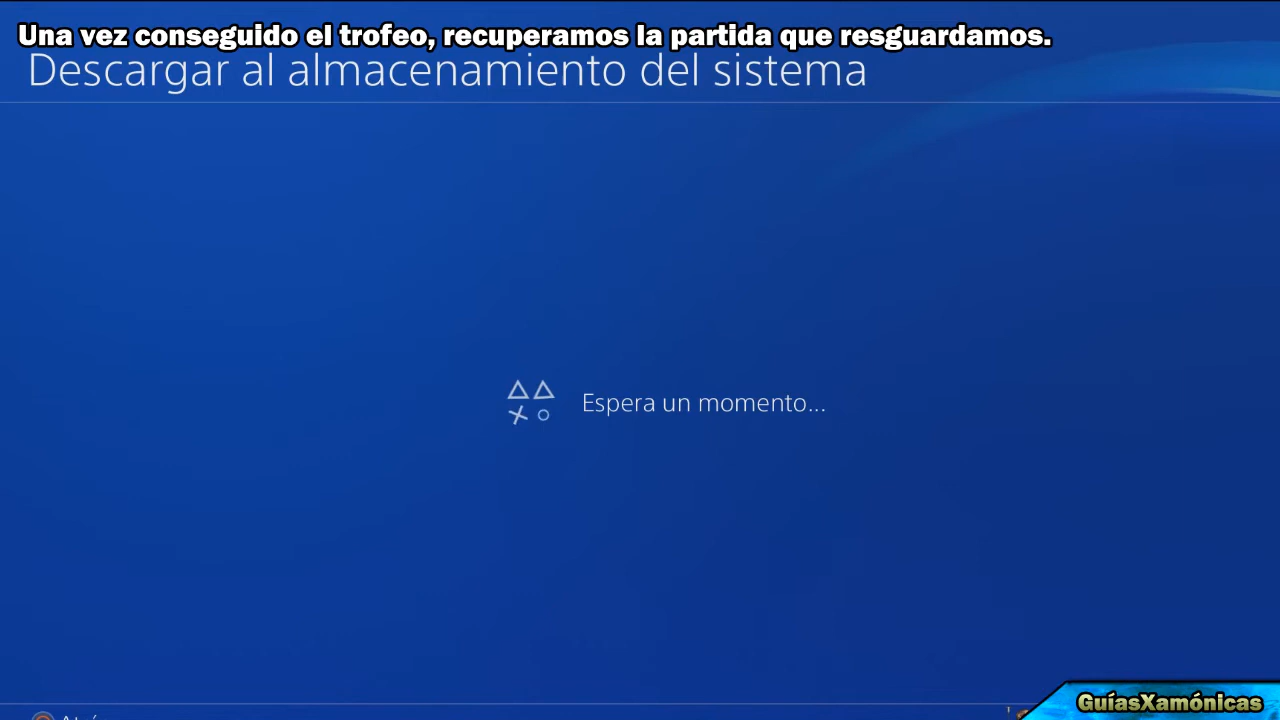 Una vez conseguido el trofeo, recuperamos la partida que resguardamos.
Descargar al almacenamiento del sistema
Espera un momento...
GuíasXamónicas